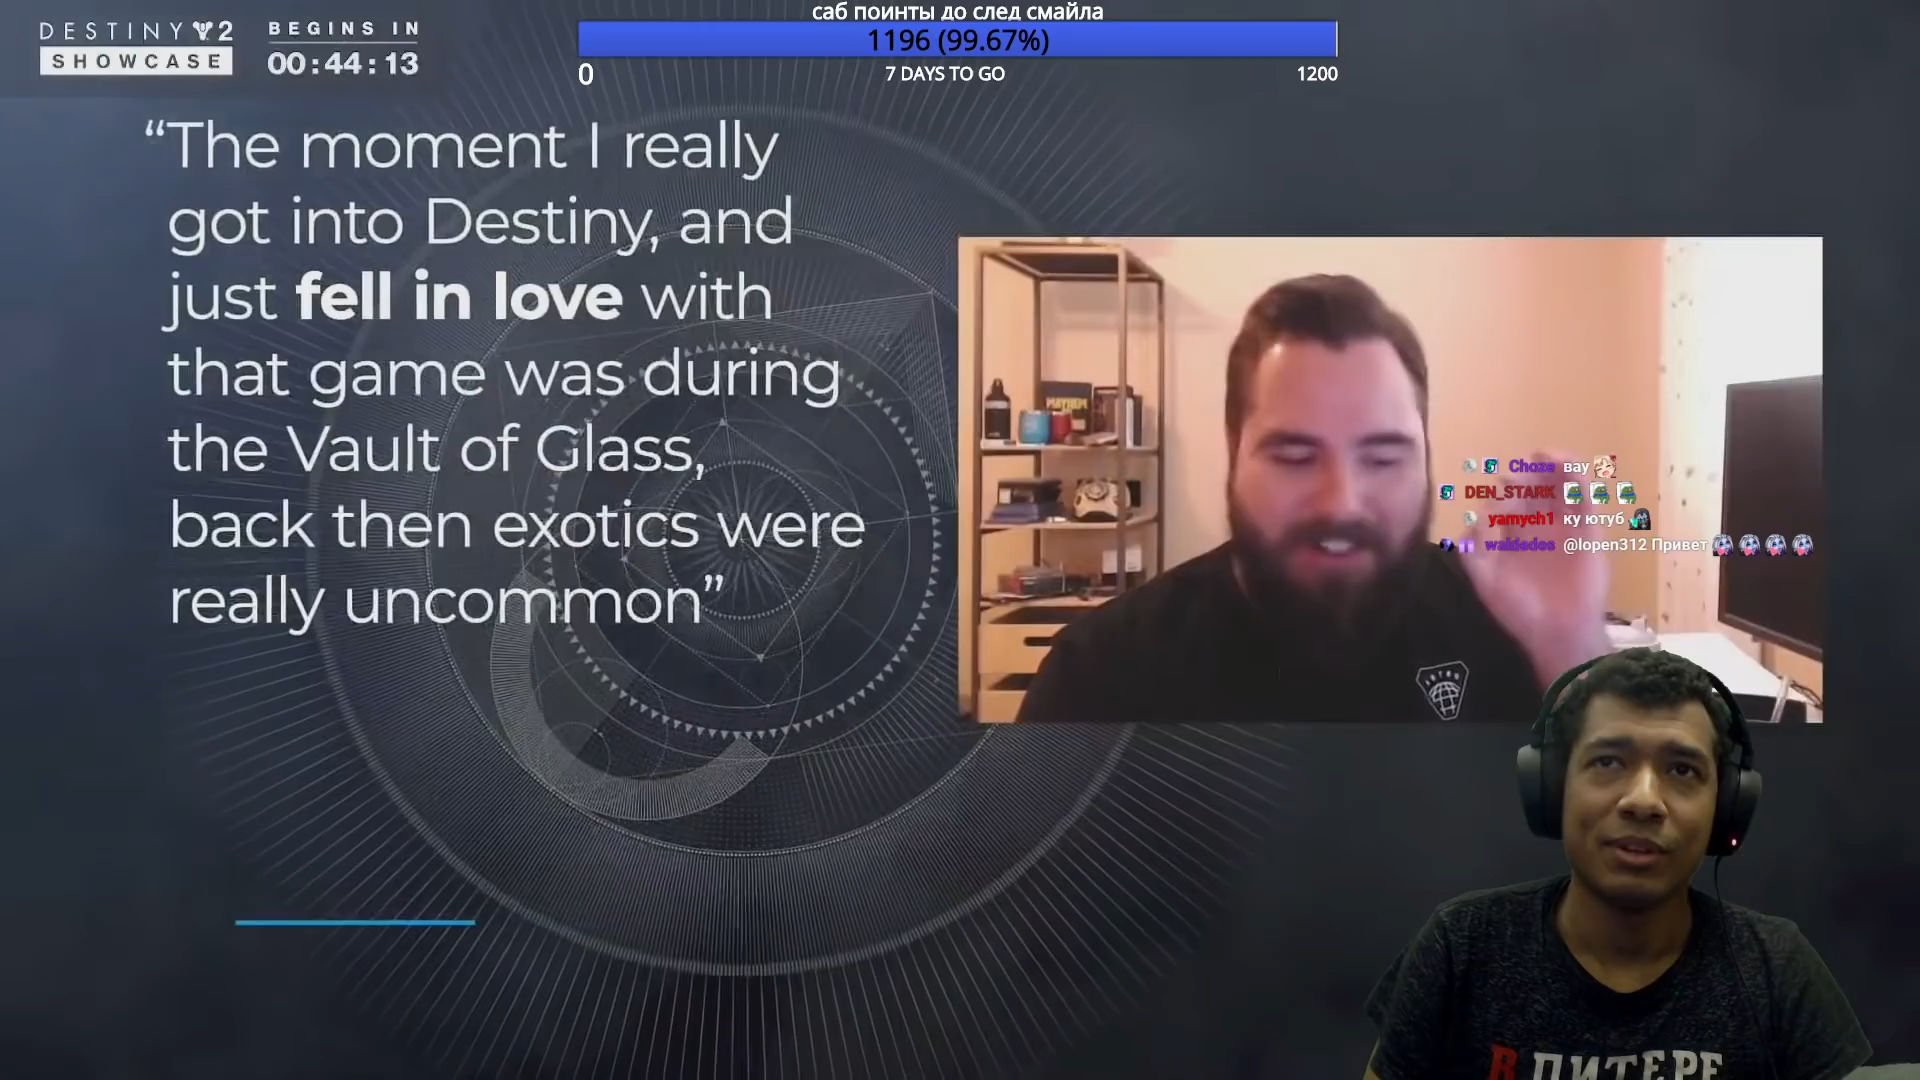 DESTINY 2
SHOWCASE
BEGINS IN
00:44:13
саб поинты до след смайла
1196 (99.67%)
0
7 DAYS TO GO
1200
“The moment I really
got into Destiny, and
just fell in love with
that game was during
the Vault of Glass,
back then exotics were
really uncommon”
MAYHEM
Choze вау
DEN_STARK
yamych1 ку ютуб
waldedos @lopen312 Привет
В ПИТЕРЕ